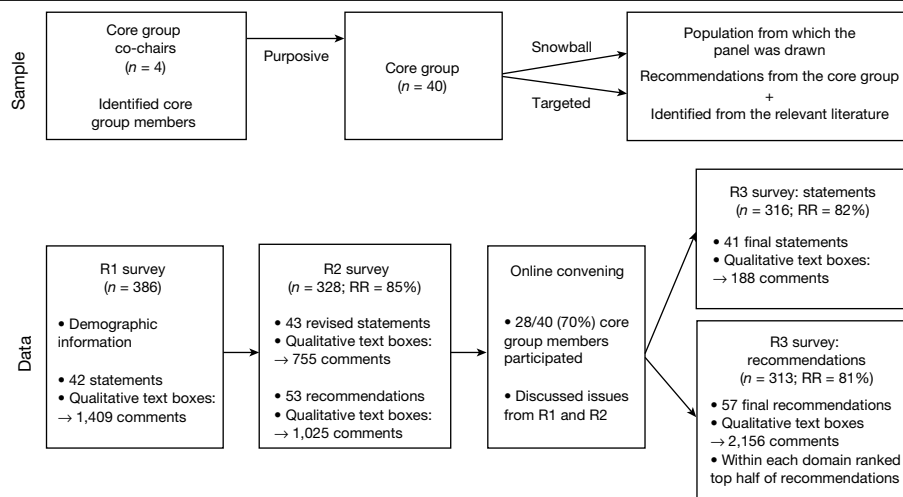 Sample
Core group
co-chairs
(n = 4)
Identified core
group members
Purposive
Core group
(n = 40)
Snowball
Targeted
Population from which the
panel was drawn
Recommendations from the core group
+
Identified from the relevant literature
Data
R1 survey
(n = 386)
• Demographic
information
• 42 statements
• Qualitative text boxes:
→ 1,409 comments
R2 survey
(n = 328; RR = 85%)
• 43 revised statements
• Qualitative text boxes:
→ 755 comments
• 53 recommendations
• Qualitative text boxes:
→ 1,025 comments
Online convening
• 28/40 (70%) core
group members
participated
• Discussed issues
from R1 and R2
R3 survey: statements
(n = 316; RR = 82%)
• 41 final statements
• Qualitative text boxes:
→ 188 comments
R3 survey:
recommendations
(n = 313; RR = 81%)
• 57 final recommendations
• Qualitative text boxes
→ 2,156 comments
• Within each domain ranked
top half of recommendations